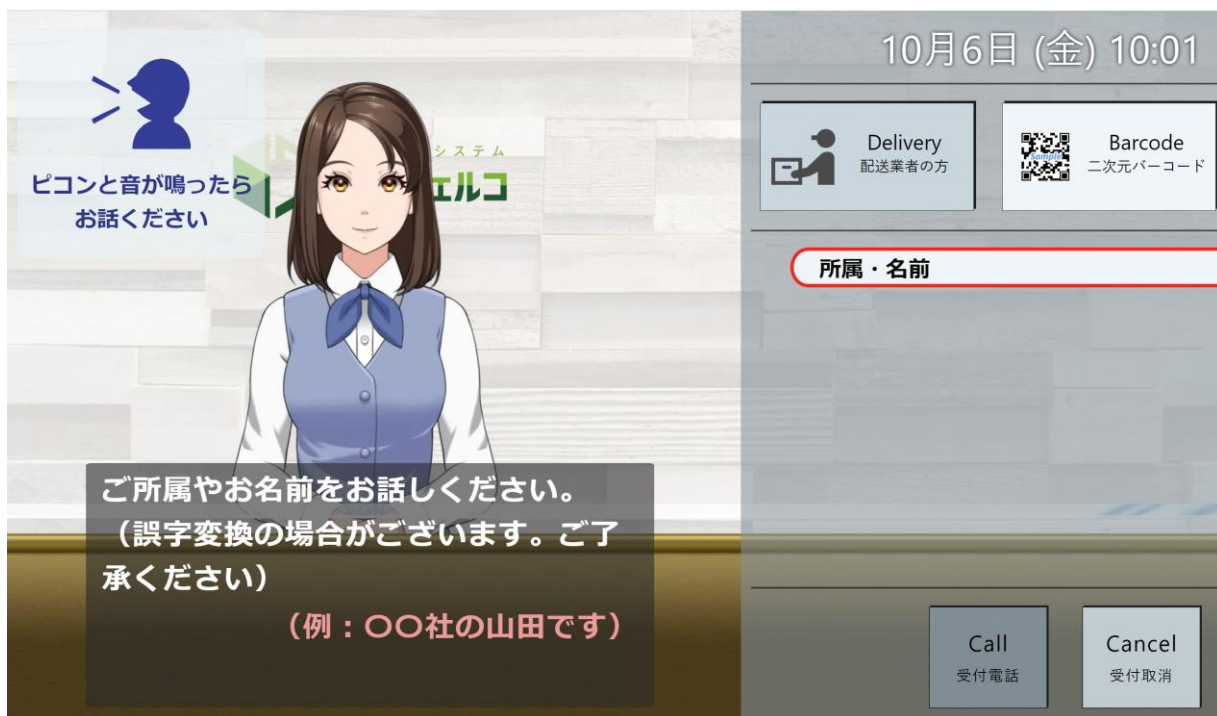 ピコンと音が鳴ったら
お話ください
システム
ェルコ
ご所属やお名前をお話しください。
（誤字変換の場合がございます。ご了
承ください）
（例：〇〇社の山田です）
10月6日 (金) 10:01
Delivery
配送業者の方
Sample
Barcode
二次元バーコード
所属・名前
Call
受付電話
Cancel
受付取消